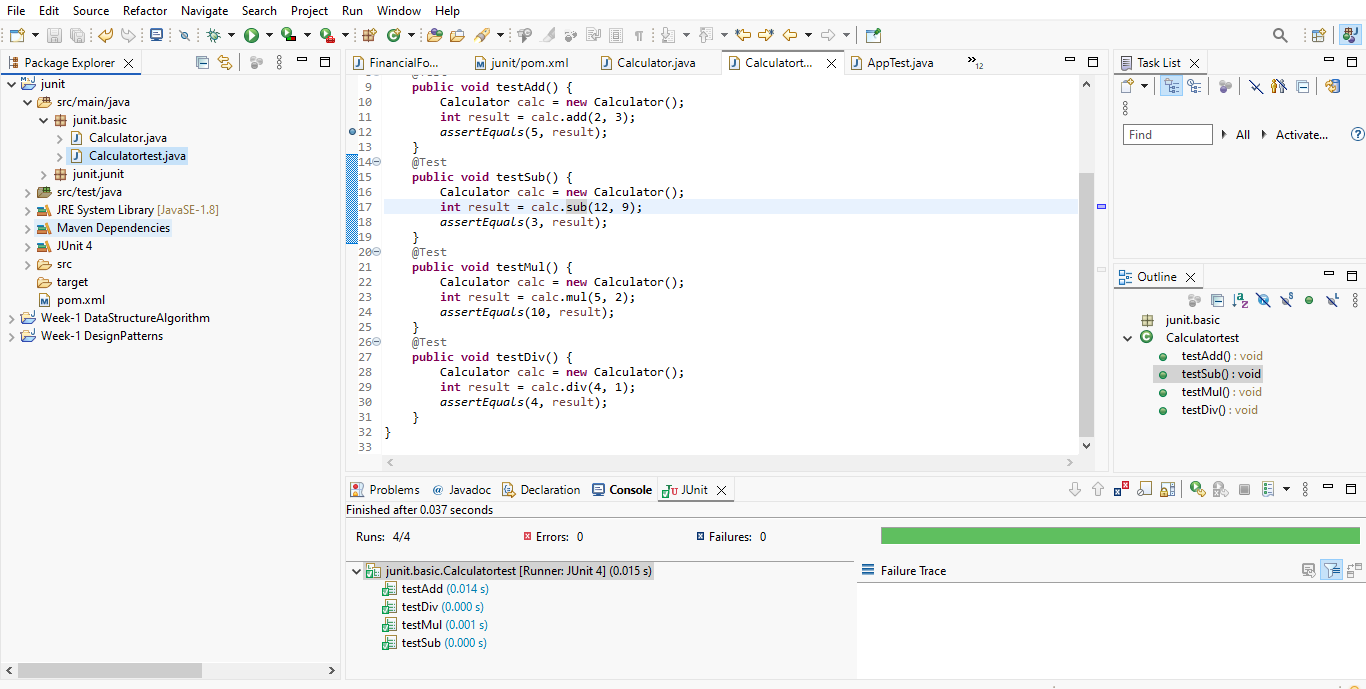 File Edit Source Refactor Navigate Search Project Run Window Help
Package Explorer
junit
src/main/java
junit.basic
Calculator.java
Calculatortest.java
junit.junit
src/test/java
JRE System Library [JavaSE-1.8]
Maven Dependencies
JUnit 4
src
target
pom.xml
Week-1 DataStructureAlgorithm
Week-1 DesignPatterns
FinancialFo... junit/pom.xml Calculator.java Calculatort... AppTest.java »12
9 public void testAdd() {
10 Calculator calc = new Calculator();
11 int result = calc.add(2, 3);
12 assertEquals(5, result);
13 }
14 @Test
15 public void testSub() {
16 Calculator calc = new Calculator();
17 int result = calc.sub(12, 9);
18 assertEquals(3, result);
19 }
20 @Test
21 public void testMul() {
22 Calculator calc = new Calculator();
23 int result = calc.mul(5, 2);
24 assertEquals(10, result);
25 }
26 @Test
27 public void testDiv() {
28 Calculator calc = new Calculator();
29 int result = calc.div(4, 1);
30 assertEquals(4, result);
31 }
32 }
33
Task List
Find All Activate...
Outline
junit.basic
Calculatortest
testAdd() : void
testSub() : void
testMul() : void
testDiv() : void
Problems @ Javadoc Declaration Console JUnit
Finished after 0.037 seconds
Runs: 4/4 Errors: 0 Failures: 0
junit.basic.Calculatortest [Runner: JUnit 4] (0.015 s)
testAdd (0.014 s)
testDiv (0.000 s)
testMul (0.001 s)
testSub (0.000 s)
Failure Trace